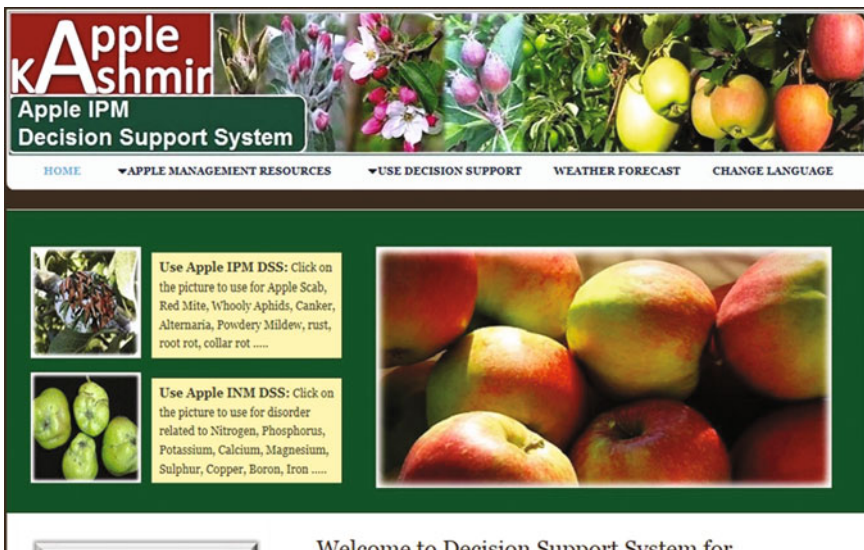 Apple
KAshmir
Apple IPM
Decision Support System
HOME ▾APPLE MANAGEMENT RESOURCES ▾USE DECISION SUPPORT WEATHER FORECAST CHANGE LANGUAGE
Use Apple IPM DSS: Click on
the picture to use for Apple Scab,
Red Mite, Whooly Aphids, Canker,
Alternaria, Powdery Mildew, rust,
root rot, collar rot .....
Use Apple INM DSS: Click on
the picture to use for disorder
related to Nitrogen, Phosphorus,
Potassium, Calcium, Magnesium,
Sulphur, Copper, Boron, Iron .....
Welcome to Decision Support System for